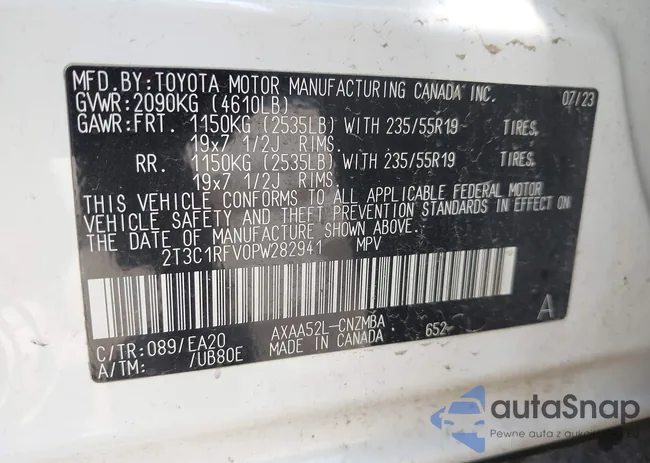 MFD.BY:TOYOTA MOTOR MANUFACTURING CANADA INC. 07/23
GVWR:2090KG (4610LB)
GAWR:FRT. 1150KG (2535LB) WITH 235/55R19 TIRES,
19x7 1/2J RIMS.
RR. 1150KG (2535LB) WITH 235/55R19 TIRES,
19x7 1/2J RIMS.
THIS VEHICLE CONFORMS TO ALL APPLICABLE FEDERAL MOTOR
VEHICLE SAFETY AND THEFT PREVENTION STANDARDS IN EFFECT ON
THE DATE OF MANUFACTURE SHOWN ABOVE.
2T3C1RFV0PW282941 MPV
A
C/TR:089/EA20 AXAA52L-CNZMBA 652
A/TM: /UB80E MADE IN CANADA
autaSnap
Pewne auta z aukcji